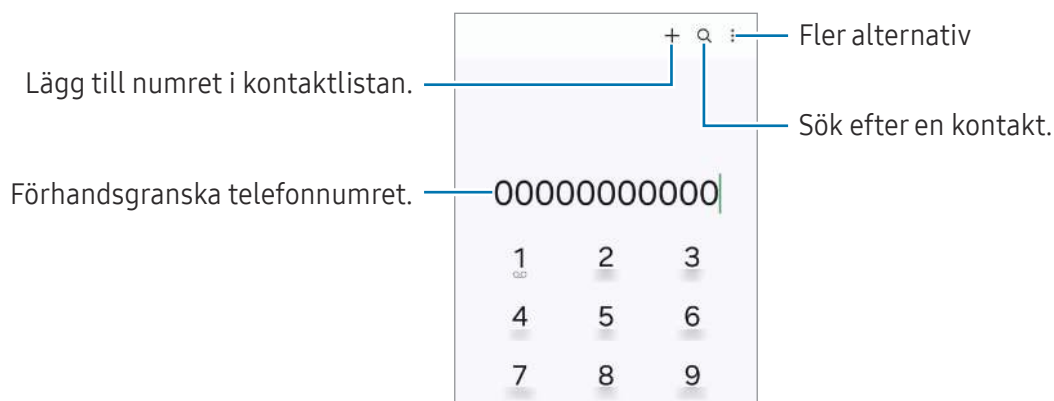 +
Fler alternativ
Lägg till numret i kontaktlistan.
Sök efter en kontakt.
Förhandsgranska telefonnumret.
00000000000
1 2 3
4 5 6
7 8 9